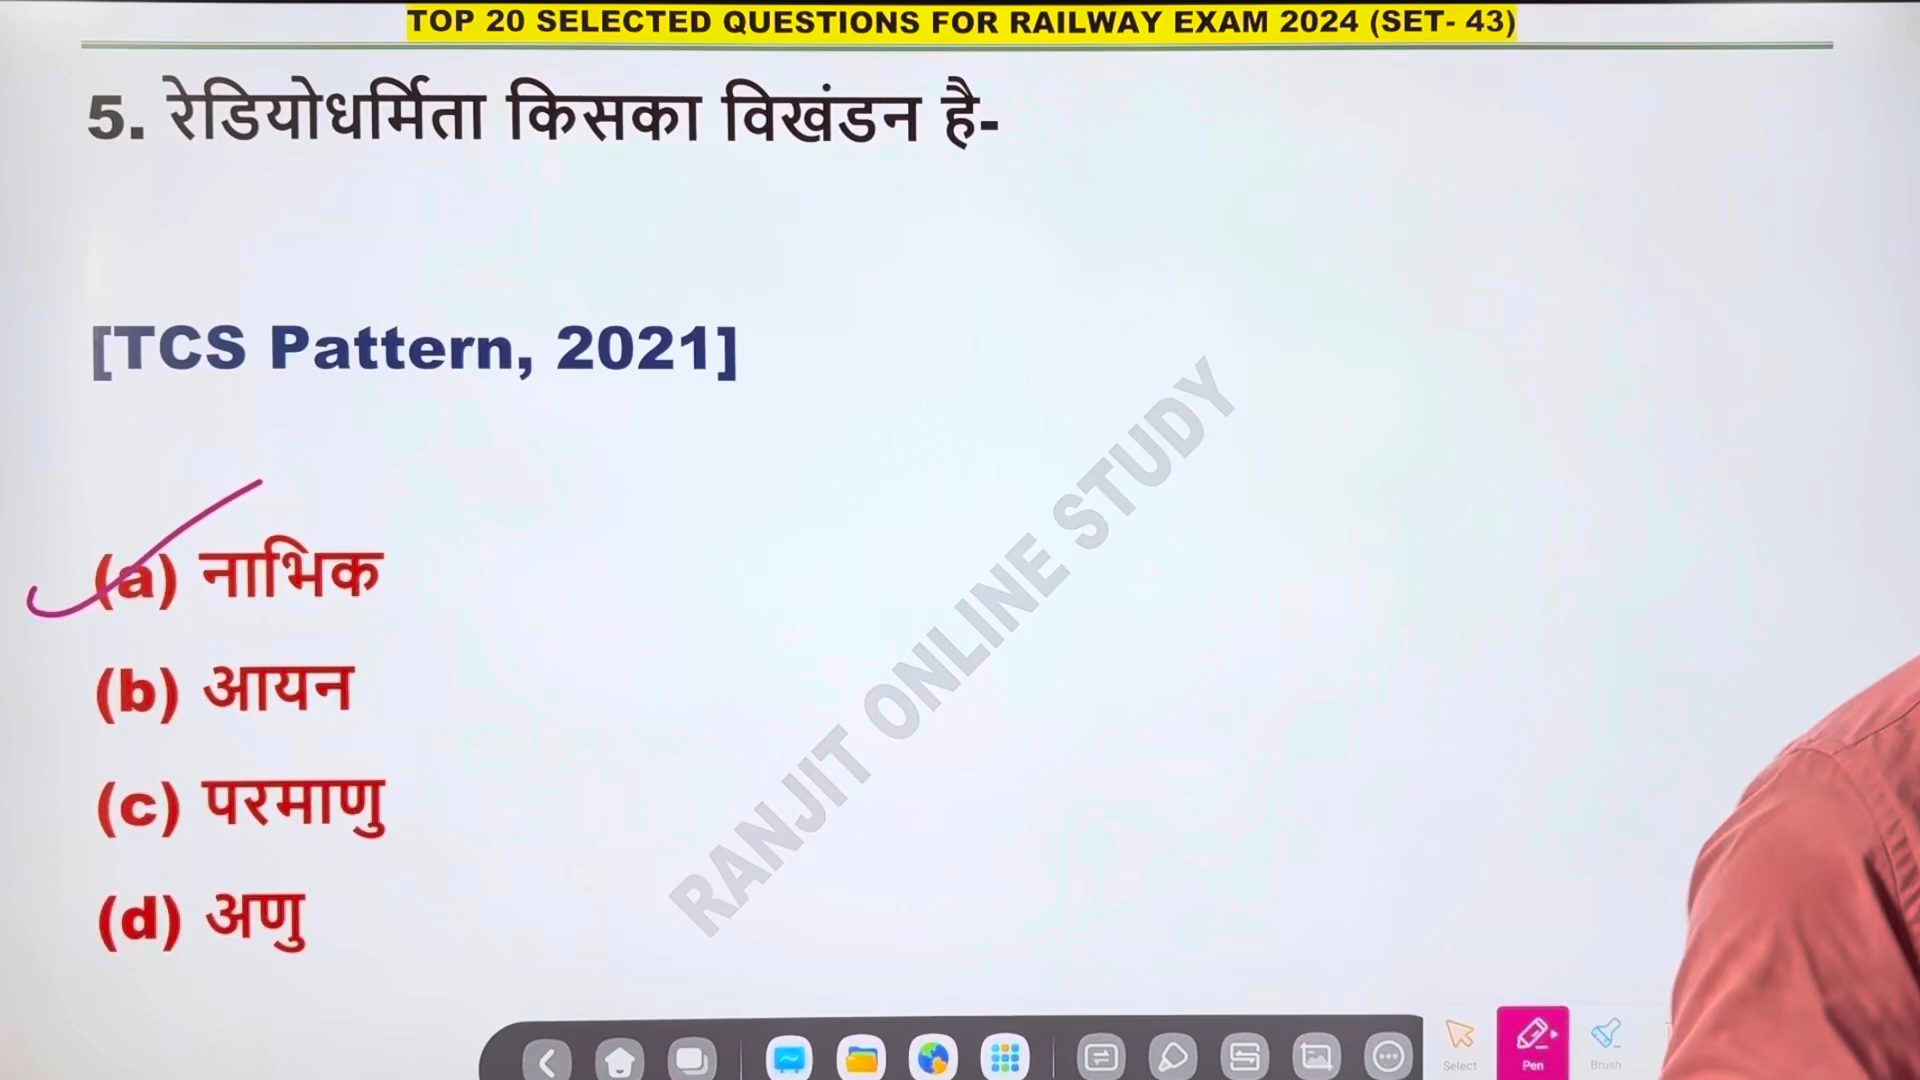 TOP 20 SELECTED QUESTIONS FOR RAILWAY EXAM 2024 (SET- 43)
5. रेडियोधर्मिता किसका विखंडन है-
[TCS Pattern, 2021]
(a) नाभिक
(b) आयन
(c) परमाणु
(d) अणु
RANJIT ONLINE STUDY
Select
Pen
Brush